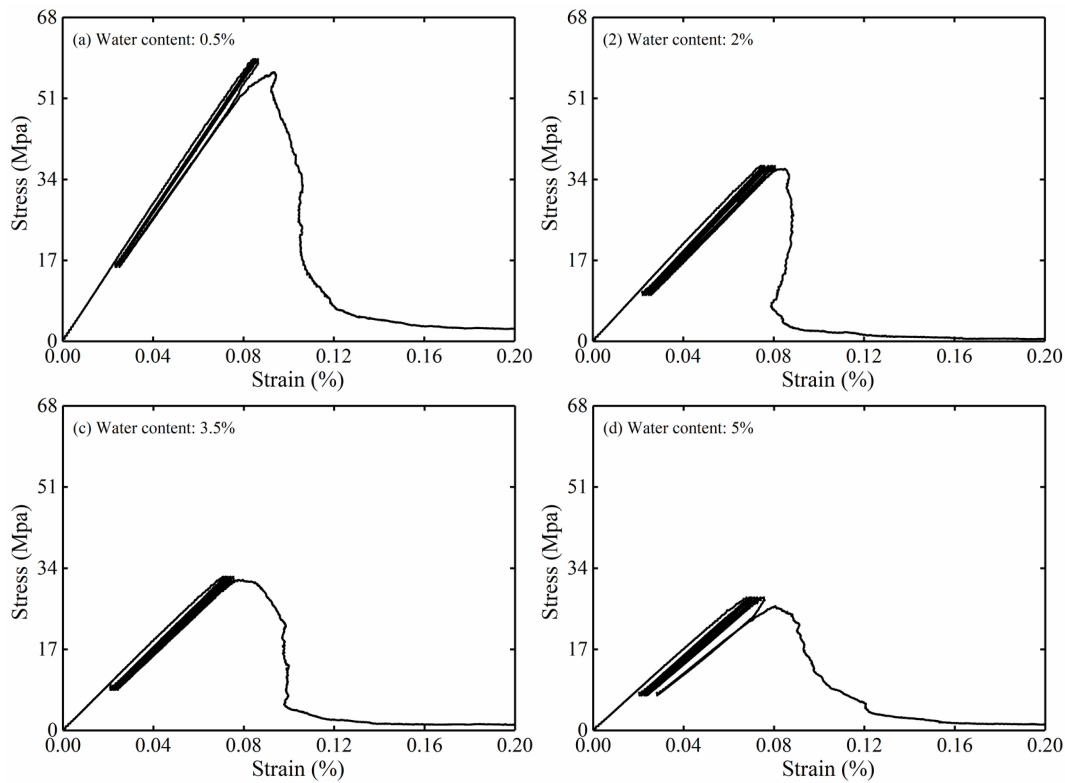 68
(a) Water content: 0.5%
51
34
17
0
Stress (Mpa)
0.00 0.04 0.08 0.12 0.16 0.20
Strain (%)
68
(2) Water content: 2%
51
34
17
0
Stress (Mpa)
0.00 0.04 0.08 0.12 0.16 0.20
Strain (%)
68
(c) Water content: 3.5%
51
34
17
0
Stress (Mpa)
0.00 0.04 0.08 0.12 0.16 0.20
Strain (%)
68
(d) Water content: 5%
51
34
17
0
Stress (Mpa)
0.00 0.04 0.08 0.12 0.16 0.20
Strain (%)